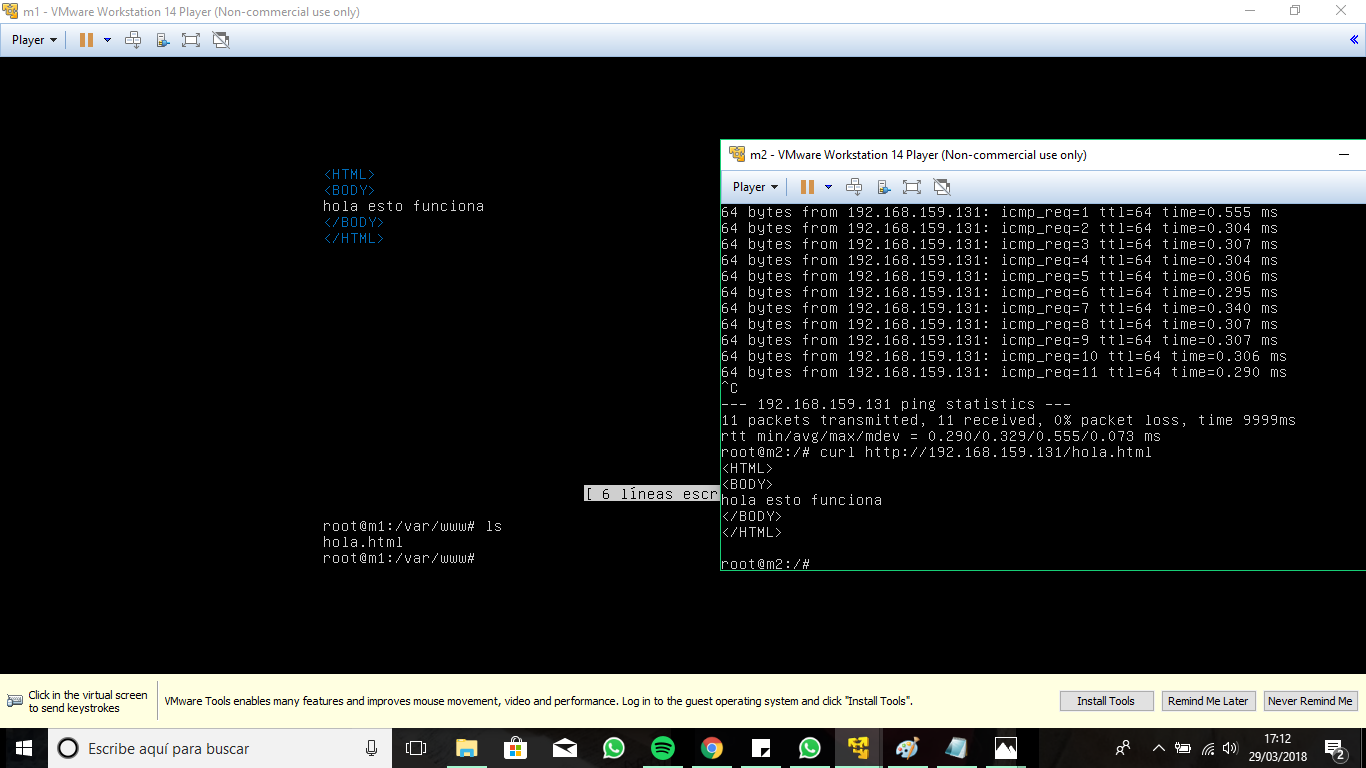 m1 - VMware Workstation 14 Player (Non-commercial use only)
Player
<HTML>
<BODY>
hola esto funciona
</BODY>
</HTML>
[ 6 líneas escr
root@m1:/var/www# ls
hola.html
root@m1:/var/www#
m2 - VMware Workstation 14 Player (Non-commercial use only)
Player
64 bytes from 192.168.159.131: icmp_req=1 ttl=64 time=0.555 ms
64 bytes from 192.168.159.131: icmp_req=2 ttl=64 time=0.304 ms
64 bytes from 192.168.159.131: icmp_req=3 ttl=64 time=0.307 ms
64 bytes from 192.168.159.131: icmp_req=4 ttl=64 time=0.304 ms
64 bytes from 192.168.159.131: icmp_req=5 ttl=64 time=0.306 ms
64 bytes from 192.168.159.131: icmp_req=6 ttl=64 time=0.295 ms
64 bytes from 192.168.159.131: icmp_req=7 ttl=64 time=0.340 ms
64 bytes from 192.168.159.131: icmp_req=8 ttl=64 time=0.307 ms
64 bytes from 192.168.159.131: icmp_req=9 ttl=64 time=0.307 ms
64 bytes from 192.168.159.131: icmp_req=10 ttl=64 time=0.306 ms
64 bytes from 192.168.159.131: icmp_req=11 ttl=64 time=0.290 ms
^C
--- 192.168.159.131 ping statistics ---
11 packets transmitted, 11 received, 0% packet loss, time 9999ms
rtt min/avg/max/mdev = 0.290/0.329/0.555/0.073 ms
root@m2:/# curl http://192.168.159.131/hola.html
<HTML>
<BODY>
hola esto funciona
</BODY>
</HTML>
root@m2:/#
Click in the virtual screen
to send keystrokes
VMware Tools enables many features and improves mouse movement, video and performance. Log in to the guest operating system and click "Install Tools".
Install Tools
Remind Me Later
Never Remind Me
Escribe aquí para buscar
17:12
29/03/2018
2